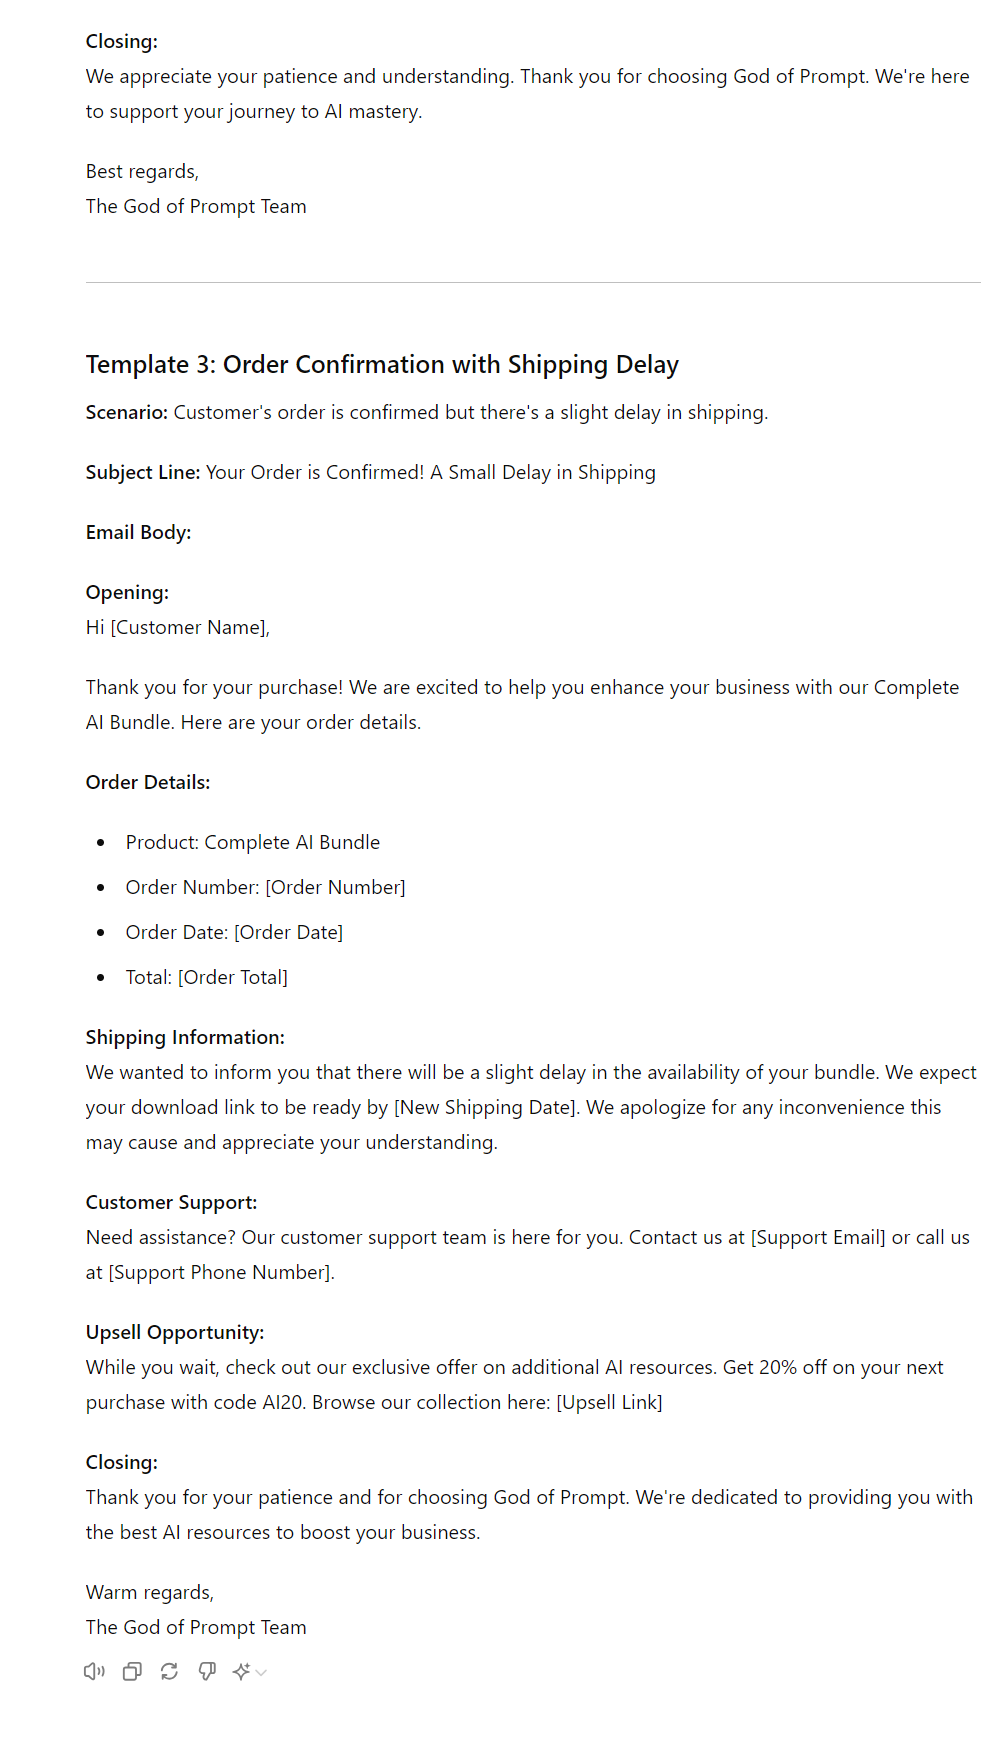 Closing:
We appreciate your patience and understanding. Thank you for choosing God of Prompt. We're here
to support your journey to AI mastery.
Best regards,
The God of Prompt Team
Template 3: Order Confirmation with Shipping Delay
Scenario: Customer's order is confirmed but there's a slight delay in shipping.
Subject Line: Your Order is Confirmed! A Small Delay in Shipping
Email Body:
Opening:
Hi [Customer Name],
Thank you for your purchase! We are excited to help you enhance your business with our Complete
AI Bundle. Here are your order details.
Order Details:
• Product: Complete AI Bundle
• Order Number: [Order Number]
• Order Date: [Order Date]
• Total: [Order Total]
Shipping Information:
We wanted to inform you that there will be a slight delay in the availability of your bundle. We expect
your download link to be ready by [New Shipping Date]. We apologize for any inconvenience this
may cause and appreciate your understanding.
Customer Support:
Need assistance? Our customer support team is here for you. Contact us at [Support Email] or call us
at [Support Phone Number].
Upsell Opportunity:
While you wait, check out our exclusive offer on additional AI resources. Get 20% off on your next
purchase with code AI20. Browse our collection here: [Upsell Link]
Closing:
Thank you for your patience and for choosing God of Prompt. We're dedicated to providing you with
the best AI resources to boost your business.
Warm regards,
The God of Prompt Team